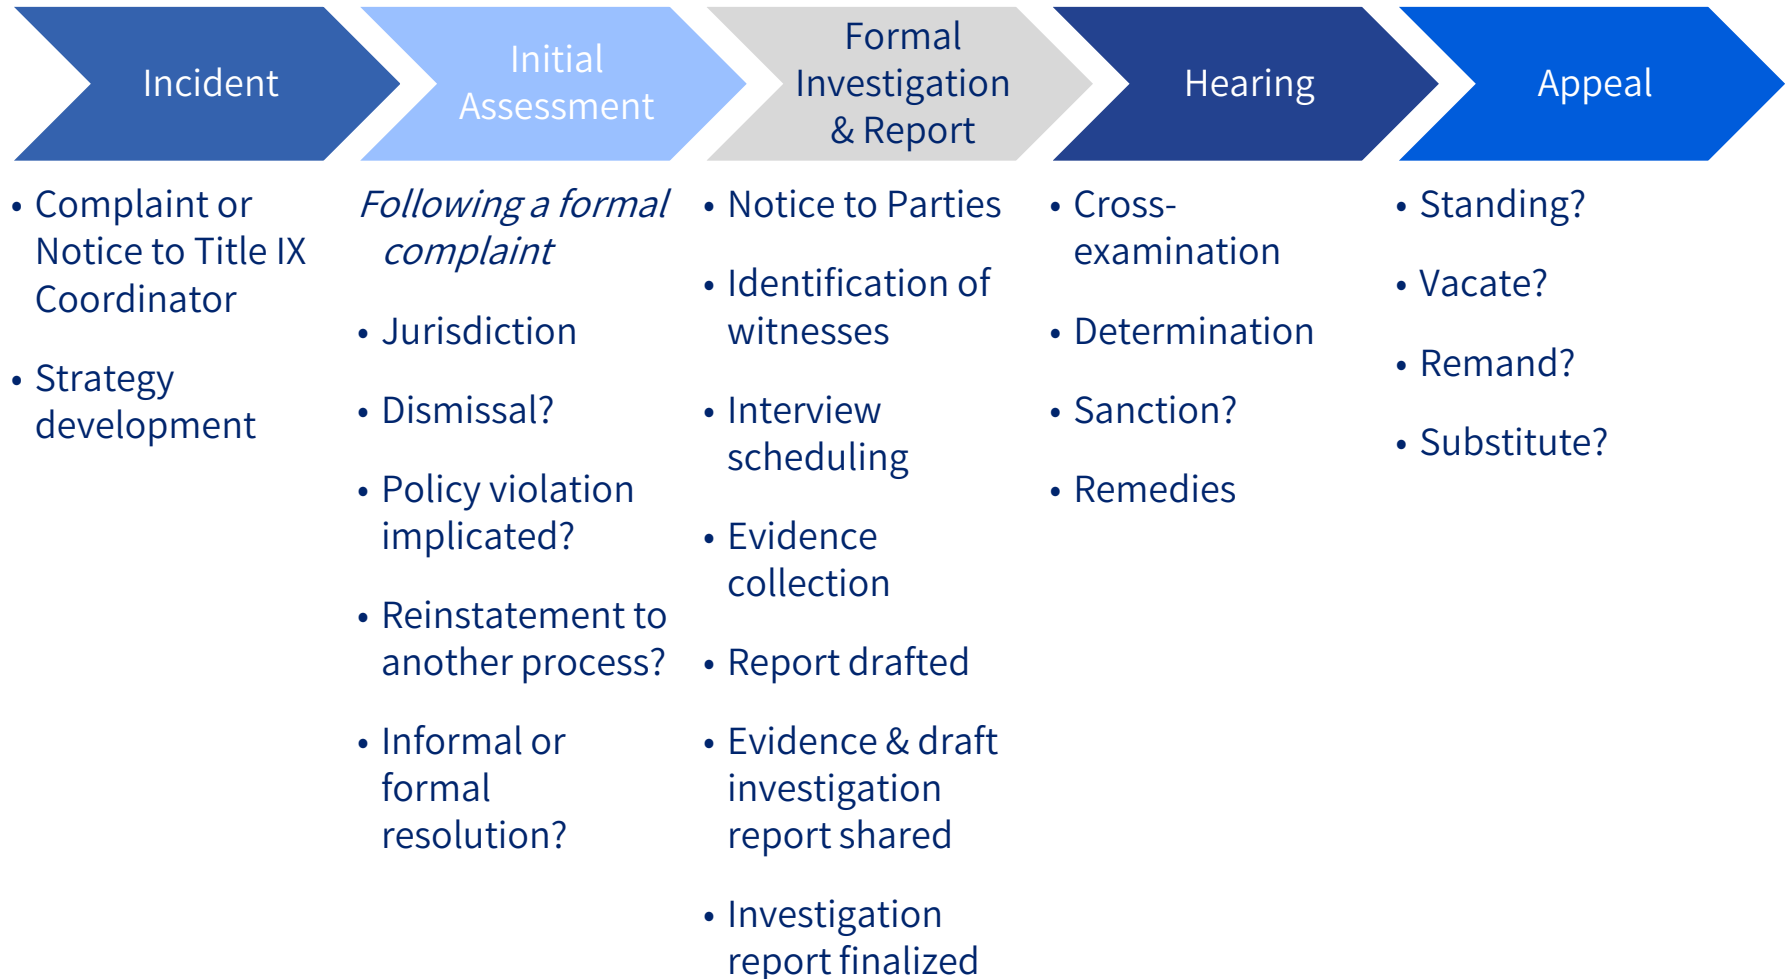 Incident
Initial
Assessment
Formal
Investigation
& Report
Hearing
Appeal
• Complaint or
Notice to Title IX
Coordinator
• Strategy
development
Following a formal
complaint
• Jurisdiction
• Dismissal?
• Policy violation
implicated?
• Reinstatement to
another process?
• Informal or
formal
resolution?
• Notice to Parties
• Identification of
witnesses
• Interview
scheduling
• Evidence
collection
• Report drafted
• Evidence & draft
investigation
report shared
• Investigation
report finalized
• Cross-
examination
• Determination
• Sanction?
• Remedies
• Standing?
• Vacate?
• Remand?
• Substitute?